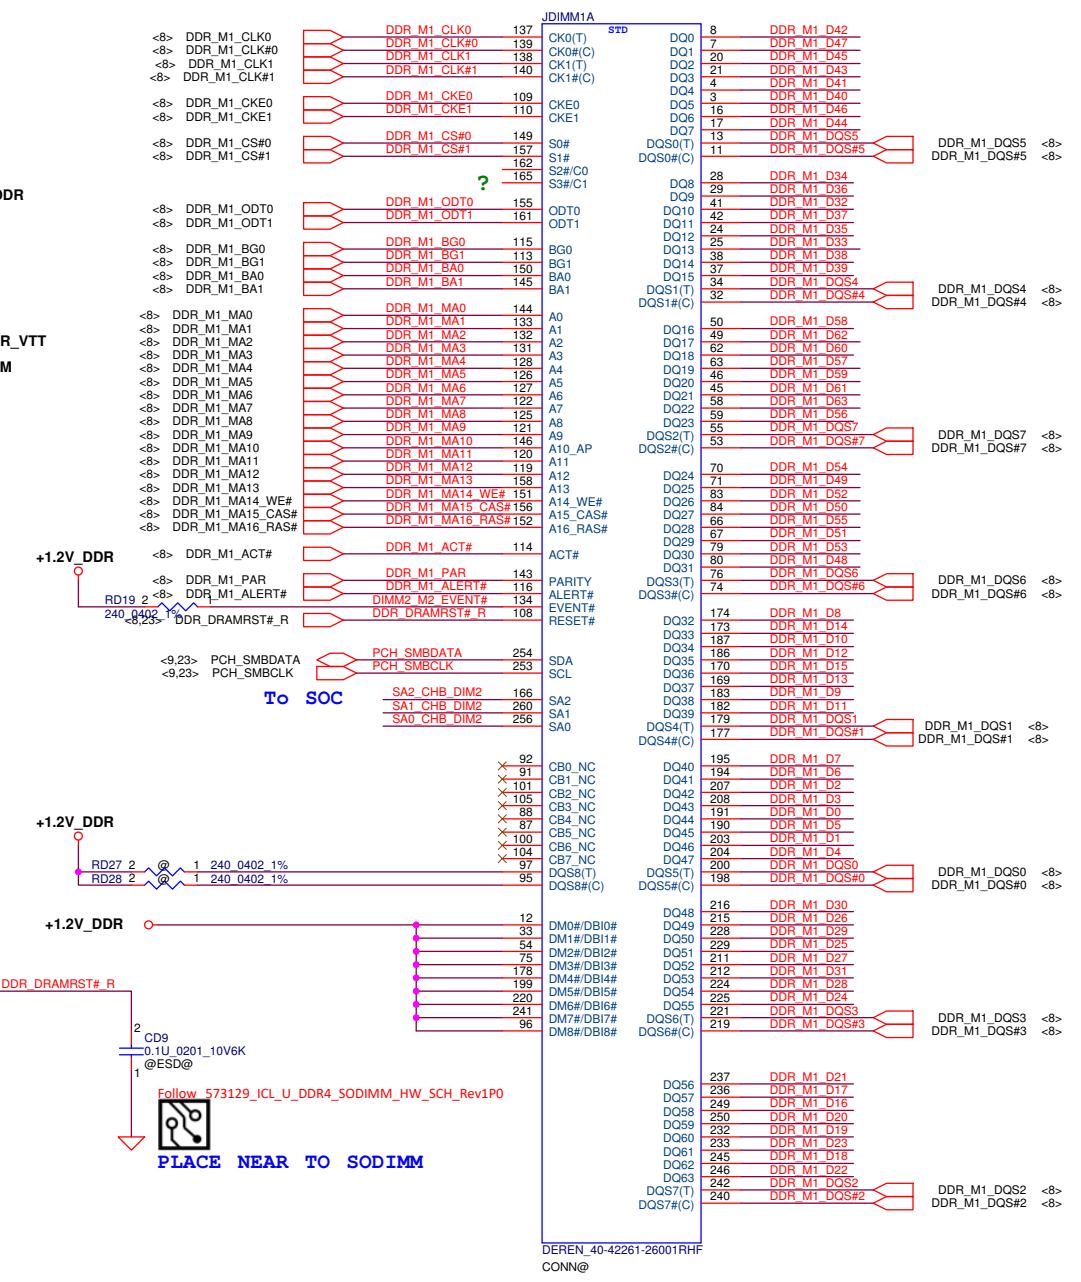 JDIMM1A
STD
<8> DDR_M1_CLK0 DDR_M1_CLK0 137 CK0(T) DQ0 8 DDR_M1_D42
<8> DDR_M1_CLK#0 DDR_M1_CLK#0 139 CK0#(C) DQ1 7 DDR_M1_D47
<8> DDR_M1_CLK1 DDR_M1_CLK1 138 CK1(T) DQ2 20 DDR_M1_D45
<8> DDR_M1_CLK#1 DDR_M1_CLK#1 140 CK1#(C) DQ3 21 DDR_M1_D43
DQ4 4 DDR_M1_D41
<8> DDR_M1_CKE0 DDR_M1_CKE0 109 CKE0 DQ5 3 DDR_M1_D40
<8> DDR_M1_CKE1 DDR_M1_CKE1 110 CKE1 DQ6 16 DDR_M1_D46
DQ7 17 DDR_M1_D44
<8> DDR_M1_CS#0 DDR_M1_CS#0 149 S0# DQS0(T) 13 DDR_M1_DQS5 DDR_M1_DQS5 <8>
<8> DDR_M1_CS#1 DDR_M1_CS#1 157 S1# DQS0#(C) 11 DDR_M1_DQS#5 DDR_M1_DQS#5 <8>
162 S2#/C0
? 165 S3#/C1 DQ8 28 DDR_M1_D34
DDR DQ9 29 DDR_M1_D36
<8> DDR_M1_ODT0 DDR_M1_ODT0 155 ODT0 DQ10 41 DDR_M1_D32
<8> DDR_M1_ODT1 DDR_M1_ODT1 161 ODT1 DQ11 42 DDR_M1_D37
DQ12 24 DDR_M1_D35
<8> DDR_M1_BG0 DDR_M1_BG0 115 BG0 DQ13 25 DDR_M1_D33
<8> DDR_M1_BG1 DDR_M1_BG1 113 BG1 DQ14 38 DDR_M1_D38
<8> DDR_M1_BA0 DDR_M1_BA0 150 BA0 DQ15 37 DDR_M1_D39
<8> DDR_M1_BA1 DDR_M1_BA1 145 BA1 DQS1(T) 34 DDR_M1_DQS4 DDR_M1_DQS4 <8>
DQS1#(C) 32 DDR_M1_DQS#4 DDR_M1_DQS#4 <8>
<8> DDR_M1_MA0 DDR_M1_MA0 144 A0
<8> DDR_M1_MA1 DDR_M1_MA1 133 A1 DQ16 50 DDR_M1_D58
R_VTT <8> DDR_M1_MA2 DDR_M1_MA2 132 A2 DQ17 49 DDR_M1_D62
<8> DDR_M1_MA3 DDR_M1_MA3 131 A3 DQ18 62 DDR_M1_D60
M <8> DDR_M1_MA4 DDR_M1_MA4 128 A4 DQ19 63 DDR_M1_D57
<8> DDR_M1_MA5 DDR_M1_MA5 126 A5 DQ20 46 DDR_M1_D59
<8> DDR_M1_MA6 DDR_M1_MA6 127 A6 DQ21 45 DDR_M1_D61
<8> DDR_M1_MA7 DDR_M1_MA7 122 A7 DQ22 58 DDR_M1_D63
<8> DDR_M1_MA8 DDR_M1_MA8 125 A8 DQ23 59 DDR_M1_D56
<8> DDR_M1_MA9 DDR_M1_MA9 121 A9 DQS2(T) 55 DDR_M1_DQS7 DDR_M1_DQS7 <8>
<8> DDR_M1_MA10 DDR_M1_MA10 146 A10_AP DQS2#(C) 53 DDR_M1_DQS#7 DDR_M1_DQS#7 <8>
<8> DDR_M1_MA11 DDR_M1_MA11 120 A11
<8> DDR_M1_MA12 DDR_M1_MA12 119 A12 DQ24 70 DDR_M1_D54
<8> DDR_M1_MA13 DDR_M1_MA13 158 A13 DQ25 71 DDR_M1_D49
<8> DDR_M1_MA14_WE# DDR_M1_MA14_WE# 151 A14_WE# DQ26 83 DDR_M1_D52
<8> DDR_M1_MA15_CAS# DDR_M1_MA15_CAS# 156 A15_CAS# DQ27 84 DDR_M1_D50
<8> DDR_M1_MA16_RAS# DDR_M1_MA16_RAS# 152 A16_RAS# DQ28 66 DDR_M1_D55
DQ29 67 DDR_M1_D51
+1.2V_DDR <8> DDR_M1_ACT# DDR_M1_ACT# 114 ACT# DQ30 79 DDR_M1_D53
DQ31 80 DDR_M1_D48
<8> DDR_M1_PAR DDR_M1_PAR 143 PARITY DQS3(T) 76 DDR_M1_DQS6 DDR_M1_DQS6 <8>
<8> DDR_M1_ALERT# DDR_M1_ALERT# 116 ALERT# DQS3#(C) 74 DDR_M1_DQS#6 DDR_M1_DQS#6 <8>
RD19 2 1 DIMM2_M2_EVENT# 134 EVENT#
240_0402_1% <8,23> DDR_DRAMRST#_R DDR_DRAMRST#_R 108 RESET# DQ32 174 DDR_M1_D8
DQ33 173 DDR_M1_D14
DQ34 187 DDR_M1_D10
<9,23> PCH_SMBDATA PCH_SMBDATA 254 SDA DQ35 186 DDR_M1_D12
<9,23> PCH_SMBCLK PCH_SMBCLK 253 SCL DQ36 170 DDR_M1_D15
DQ37 169 DDR_M1_D13
To SOC SA2_CHB_DIM2 166 SA2 DQ38 183 DDR_M1_D9
SA1_CHB_DIM2 260 SA1 DQ39 182 DDR_M1_D11
SA0_CHB_DIM2 256 SA0 DQS4(T) 179 DDR_M1_DQS1 DDR_M1_DQS1 <8>
DQS4#(C) 177 DDR_M1_DQS#1 DDR_M1_DQS#1 <8>
92 CB0_NC DQ40 195 DDR_M1_D7
91 CB1_NC DQ41 194 DDR_M1_D6
101 CB2_NC DQ42 207 DDR_M1_D2
105 CB3_NC DQ43 208 DDR_M1_D3
88 CB4_NC DQ44 191 DDR_M1_D0
+1.2V_DDR 87 CB5_NC DQ45 190 DDR_M1_D5
100 CB6_NC DQ46 203 DDR_M1_D1
104 CB7_NC DQ47 204 DDR_M1_D4
RD27 2 @ 1 240_0402_1% 97 DQS8(T) DQS5(T) 200 DDR_M1_DQS0 DDR_M1_DQS0 <8>
RD28 2 @ 1 240_0402_1% 95 DQS8#(C) DQS5#(C) 198 DDR_M1_DQS#0 DDR_M1_DQS#0 <8>
DQ48 216 DDR_M1_D30
+1.2V_DDR 12 DM0#/DBI0# DQ49 215 DDR_M1_D26
33 DM1#/DBI1# DQ50 228 DDR_M1_D29
54 DM2#/DBI2# DQ51 229 DDR_M1_D25
75 DM3#/DBI3# DQ52 211 DDR_M1_D27
178 DM4#/DBI4# DQ53 212 DDR_M1_D31
DDR_DRAMRST#_R 199 DM5#/DBI5# DQ54 224 DDR_M1_D28
220 DM6#/DBI6# DQ55 225 DDR_M1_D24
241 DM7#/DBI7# DQS6(T) 221 DDR_M1_DQS3 DDR_M1_DQS3 <8>
96 DM8#/DBI8# DQS6#(C) 219 DDR_M1_DQS#3 DDR_M1_DQS#3 <8>
2
CD9
0.1U_0201_10V6K
@ESD@
1
DQ56 237 DDR_M1_D21
Follow_573129_ICL_U_DDR4_SODIMM_HW_SCH_Rev1P0 DQ57 236 DDR_M1_D17
DQ58 249 DDR_M1_D16
DQ59 250 DDR_M1_D20
DQ60 232 DDR_M1_D19
DQ61 233 DDR_M1_D23
PLACE NEAR TO SODIMM DQ62 245 DDR_M1_D18
DQ63 246 DDR_M1_D22
DQS7(T) 242 DDR_M1_DQS2 DDR_M1_DQS2 <8>
DQS7#(C) 240 DDR_M1_DQS#2 DDR_M1_DQS#2 <8>
DEREN_40-42261-26001RHF
CONN@